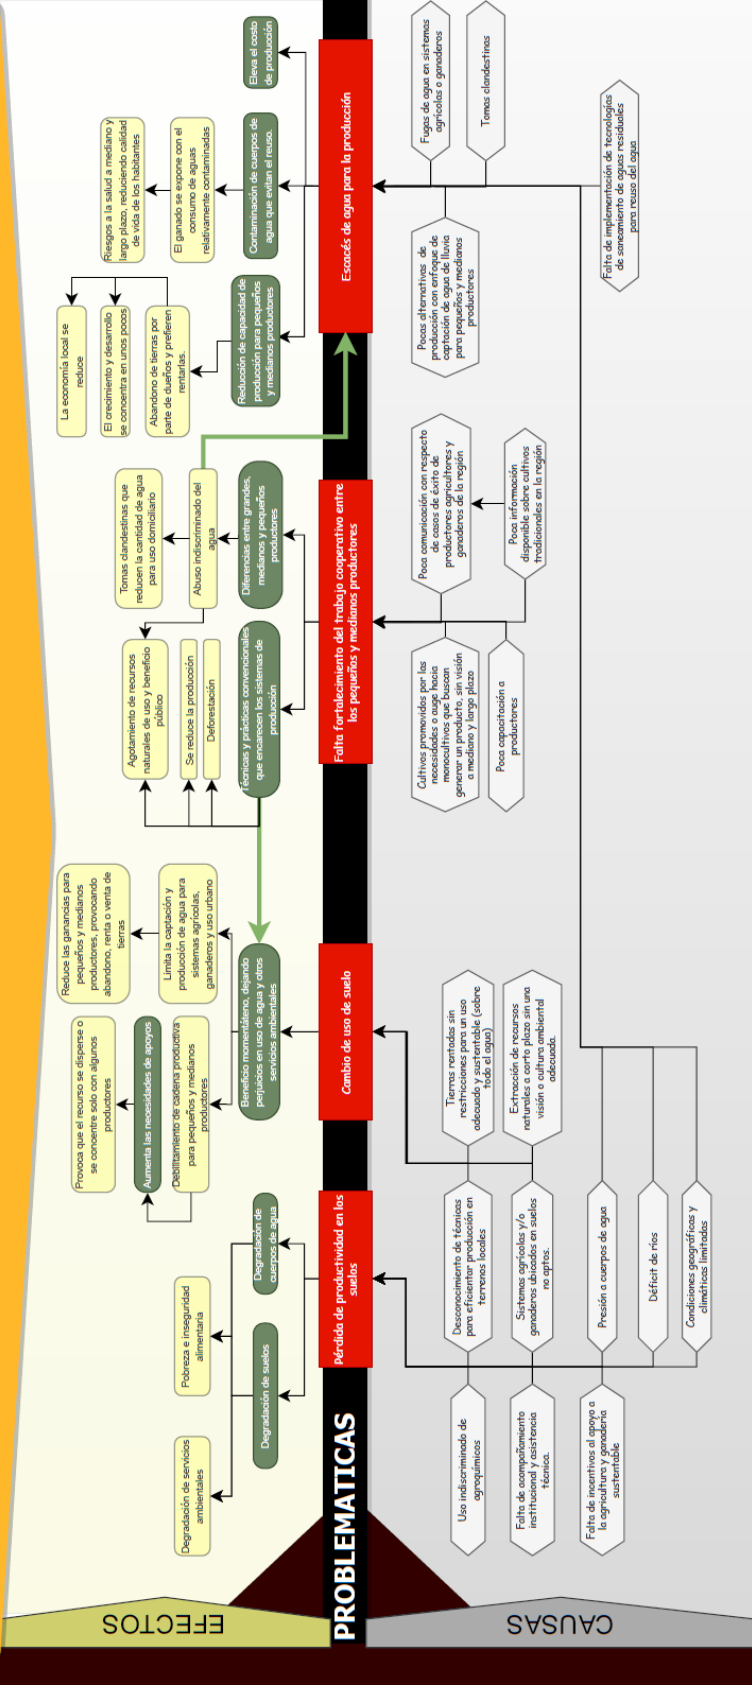 EFECTOS
Degradación de servicios
ambientales
Pobreza e inseguridad
alimentaria
Degradación de suelos
Degradación de
cuerpos de agua
Provoca que el recurso se disperse o
se concentre solo con algunos
productores
Aumenta las necesidades de apoyos
Debilitamiento de cadena productiva
para pequeños y medianos
productores
Reduce las ganancias para
pequeños y medianos
productores, provocando
abandono, renta o venta de
tierras
Limita la captación y
producción de agua para
sistemas agrícolas,
ganaderos y uso urbano
Beneficio momentáteno, dejando
perjuicios en uso de agua y otros
servicios ambientales
Agotamiento de recursos
naturales de uso y beneficio
público
Se reduce la producción
Deforestación
Técnicas y prácticas convencionales
que encarecen los sistemas de
producción
Tomas clandestinas que
reducen la cantidad de agua
para uso domiciliario
Abuso indiscriminado del
agua
Diferencias entre grandes,
medianos y pequeños
productores
La economía local se
reduce
El crecimiento y desarrollo
se concentra en unos pocos
Abandono de tierras por
parte de dueños y prefieren
rentarlas.
Reducción de capacidad de
producción para pequeños
y medianos productores
Riesgos a la salud a mediano y
largo plazo, reduciendo calidad
de vida de los habitantes
El ganado se expone con el
consumo de aguas
relativamente contaminadas
Contaminación de cuerpos de
agua que evitan el reuso.
Eleva el costo
de producción
PROBLEMATICAS
Pérdida de productividad en los
suelos
Cambio de uso de suelo
Falta fortalecimiento del trabajo cooperativo entre
los pequeños y medianos productores
Escacés de agua para la producción
CAUSAS
Uso indiscriminado de
agroquímicos
Falta de acompañamiento
institucional y asistencia
técnica.
Falta de incentivos al apoyo a
la agricultura y ganadería
sustentable
Desconocimiento de técnicas
para eficientar producción en
terrenos locales
Sistemas agrícolas y/o
ganaderos ubicados en suelos
no aptos.
Presión a cuerpos de agua
Déficit de ríos
Condiciones geográficas y
climáticas limitadas
Tierras rentadas sin
restricciones para un uso
adecuado y sustentable (sobre
todo el agua)
Extracción de recursos
naturales a corto plazo sin una
visión o cultura ambiental
adecuada.
Cultivos promovidos por las
necesidades o auge hacia
monocultivos que buscan
generar un producto, sin visión
a mediano y largo plazo
Poca capacitación a
productores
Poca comunicación con respecto
de casos de éxito de
productores agricultores y
ganaderos de la región
Poca información
disponible sobre cultivos
tradicionales en la región
Pocas alternativas de
producción con enfoque de
captación de agua de lluvia
para pequeños y medianos
productores
Fugas de agua en sistemas
agrícolas o ganaderos
Tomas clandestinas
Falta de implementación de tecnologías
de saneamiento de aguas residuales
para reuso del agua